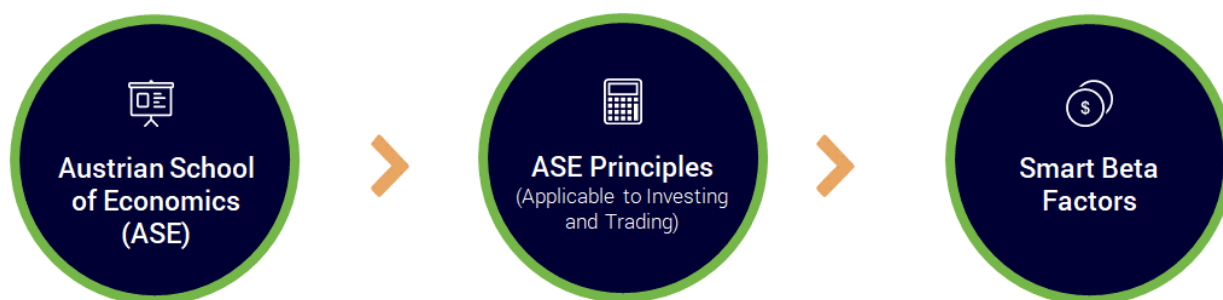 Austrian School
of Economics
(ASE)
ASE Principles
(Applicable to Investing
and Trading)
$
Smart Beta
Factors